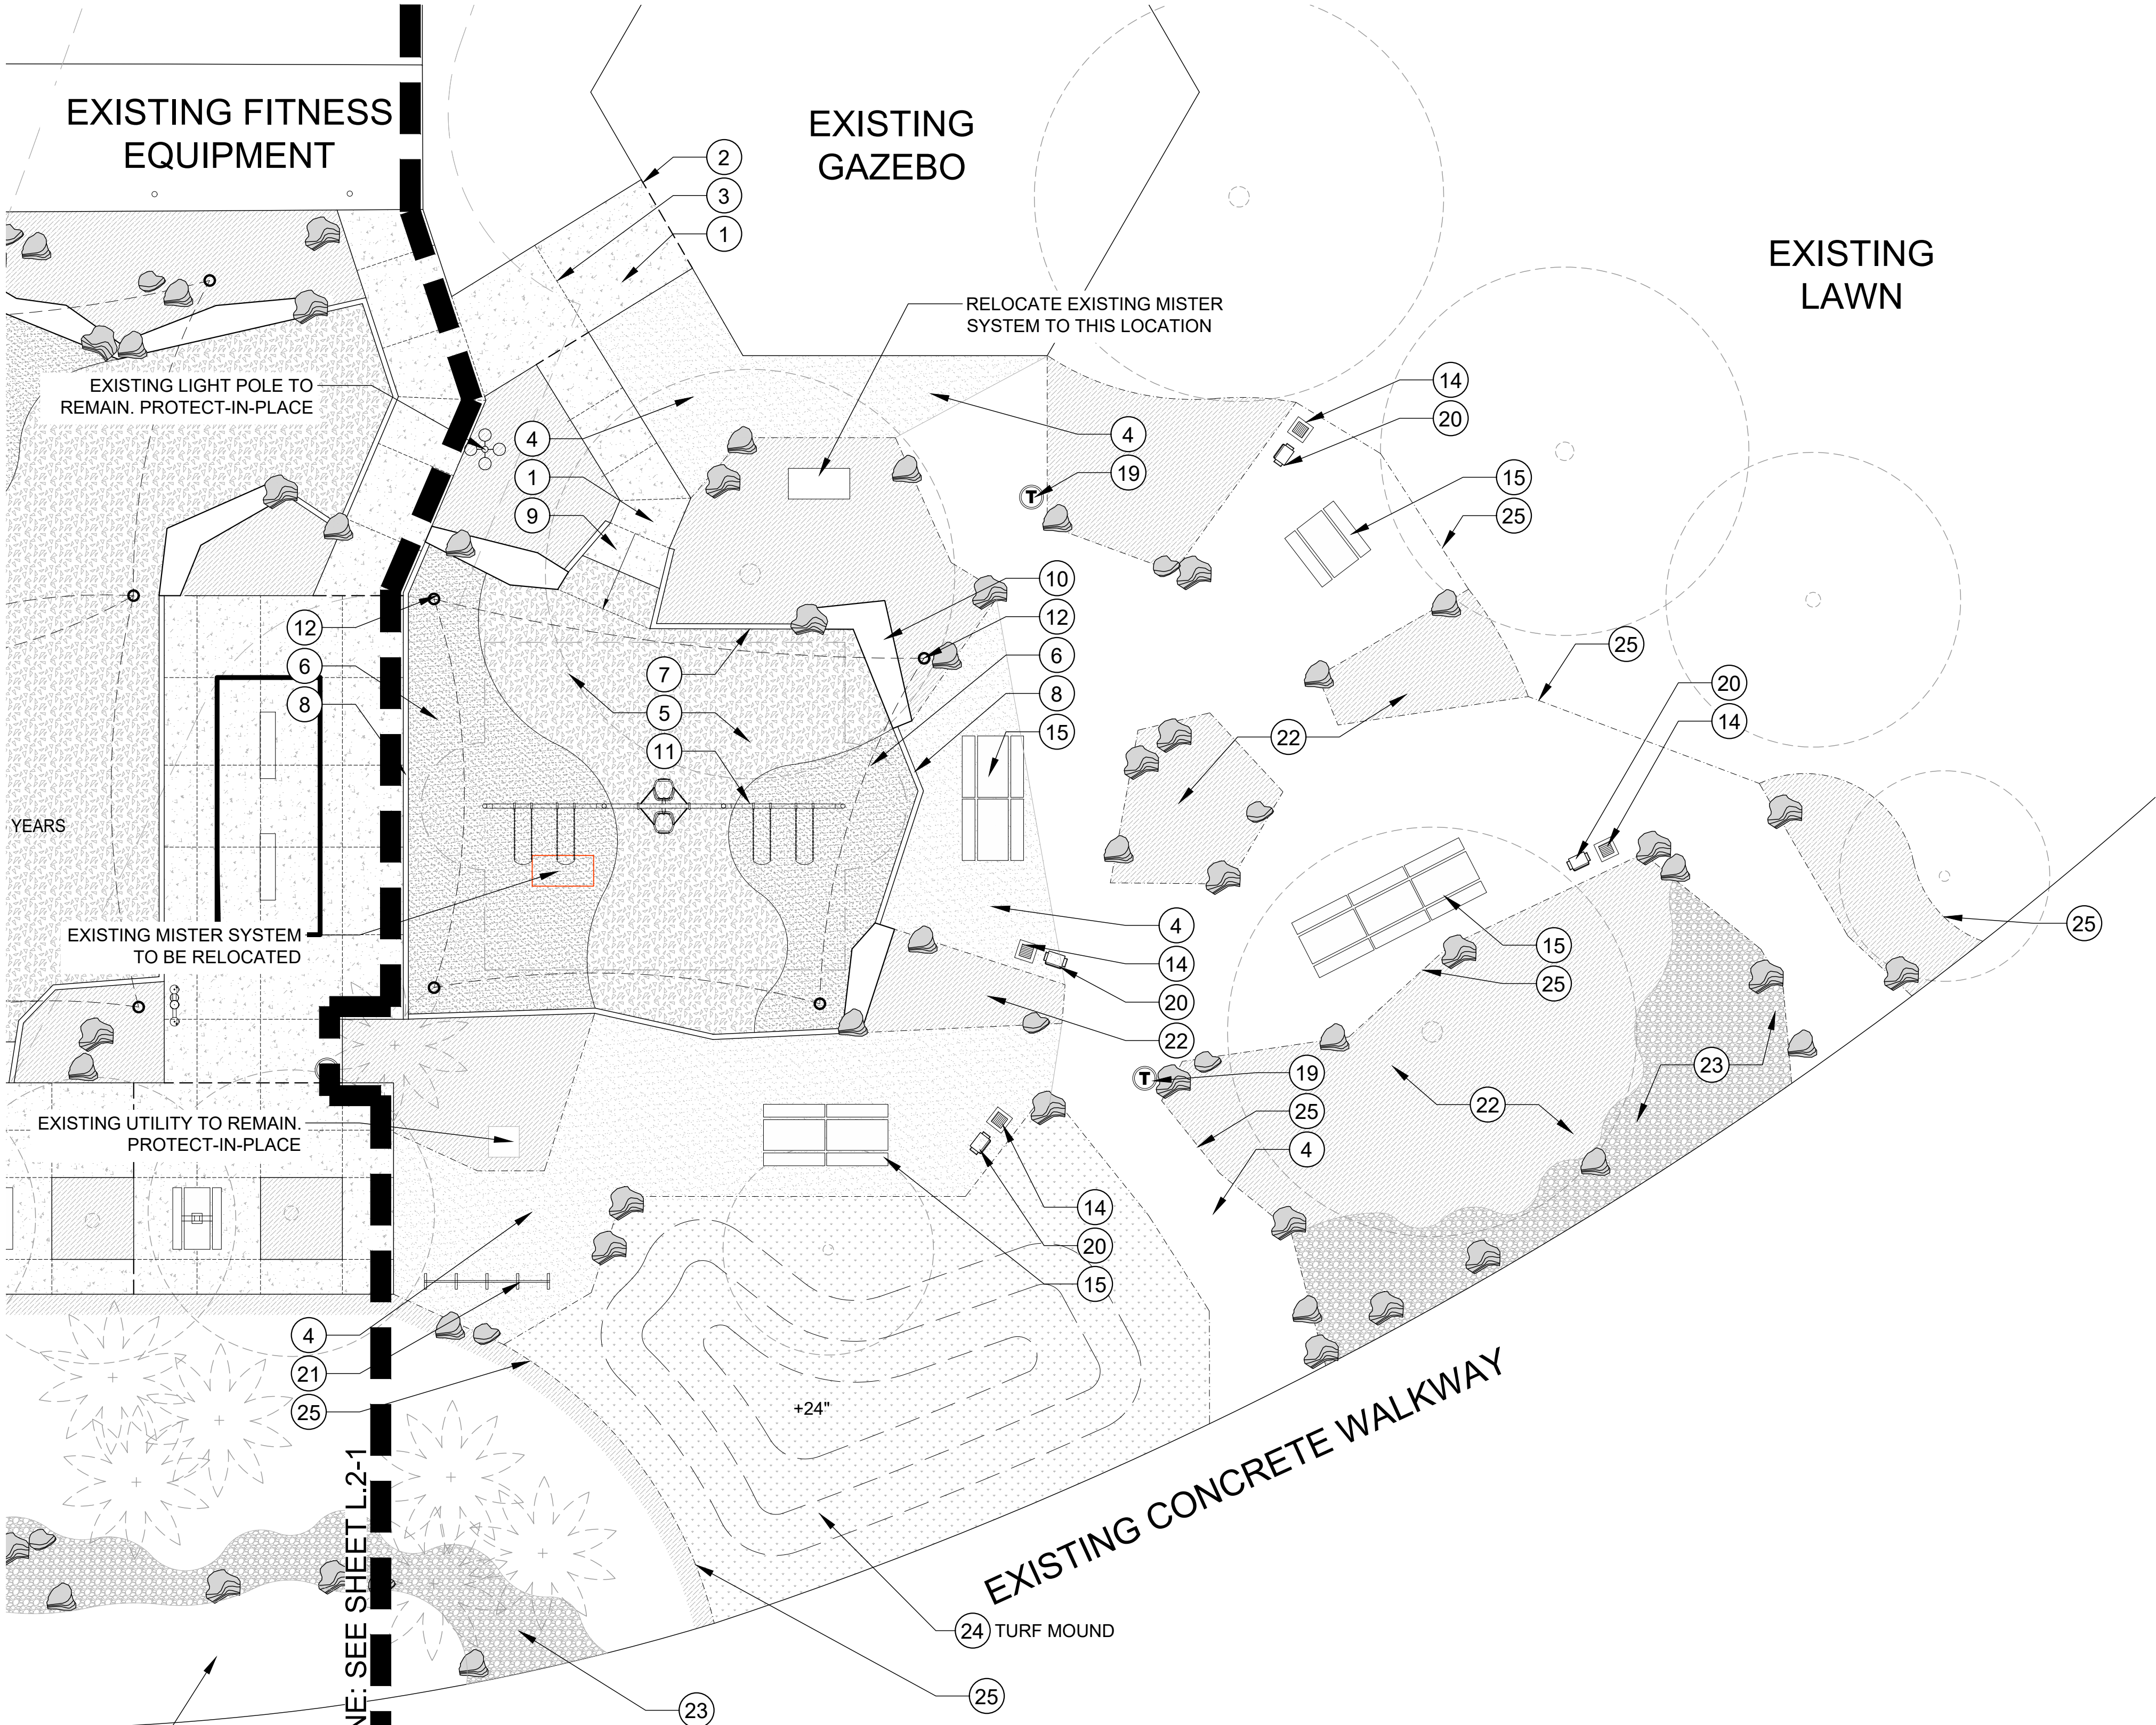 EXISTING FITNESS
EQUIPMENT
EXISTING
GAZEBO
2
3
1
EXISTING
LAWN
RELOCATE EXISTING MISTER
SYSTEM TO THIS LOCATION
EXISTING LIGHT POLE TO
REMAIN. PROTECT-IN-PLACE
14
20
4
1
9
4
19
T
15
25
10
12
6
8
15
12
6
8
7
5
11
25
20
14
22
YEARS
EXISTING MISTER SYSTEM
TO BE RELOCATED
4
14
20
22
15
25
25
23
T
19
25
4
22
EXISTING UTILITY TO REMAIN.
PROTECT-IN-PLACE
14
20
15
4
21
25
+24"
EXISTING CONCRETE WALKWAY
NE: SEE SHEET L.2-1
24 TURF MOUND
25
23